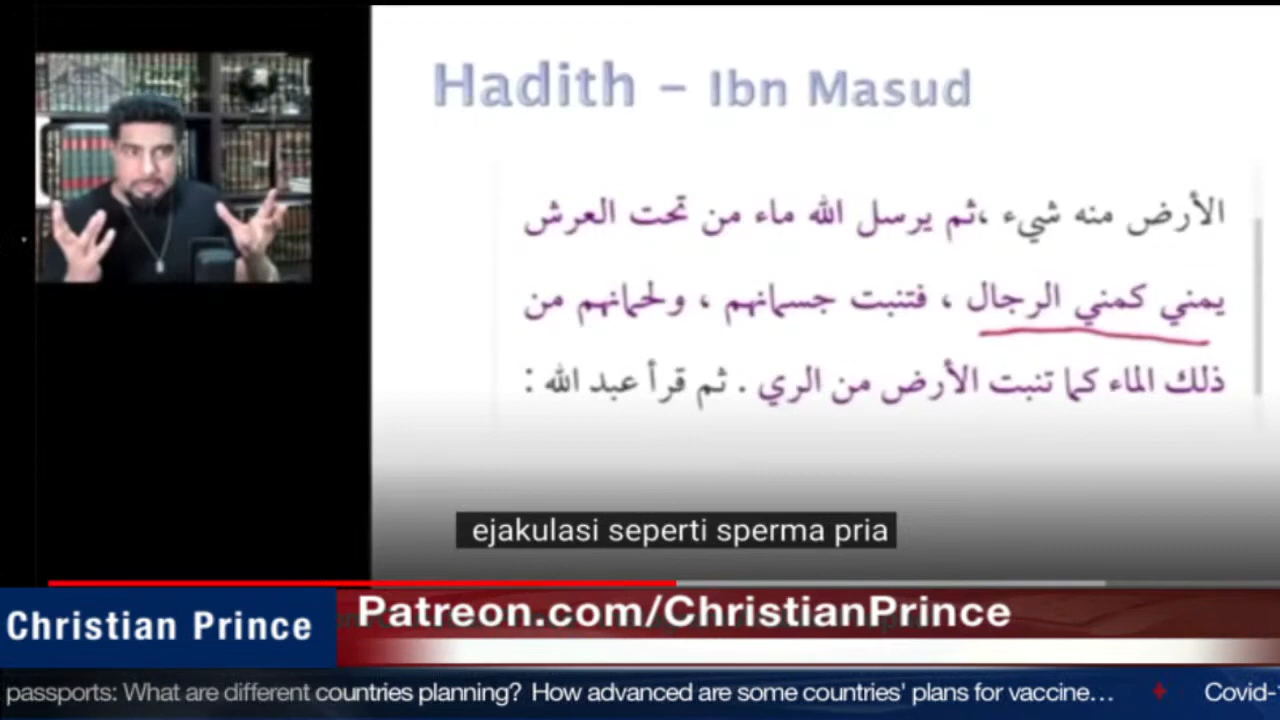 Hadith – Ibn Masud
الأرض منه شيء ،ثم يرسل الله ماء من تحت العرش
يمني كمني الرجال ، فتنبت جسمانهم ، ولحمانهم من
ذلك الماء كما تنبت الأرض من الري . ثم قرأ عبد الله :
ejakulasi seperti sperma pria
Christian Prince
Patreon.com/ChristianPrince
passports: What are different countries planning? How advanced are some countries' plans for vaccine… Covid-1